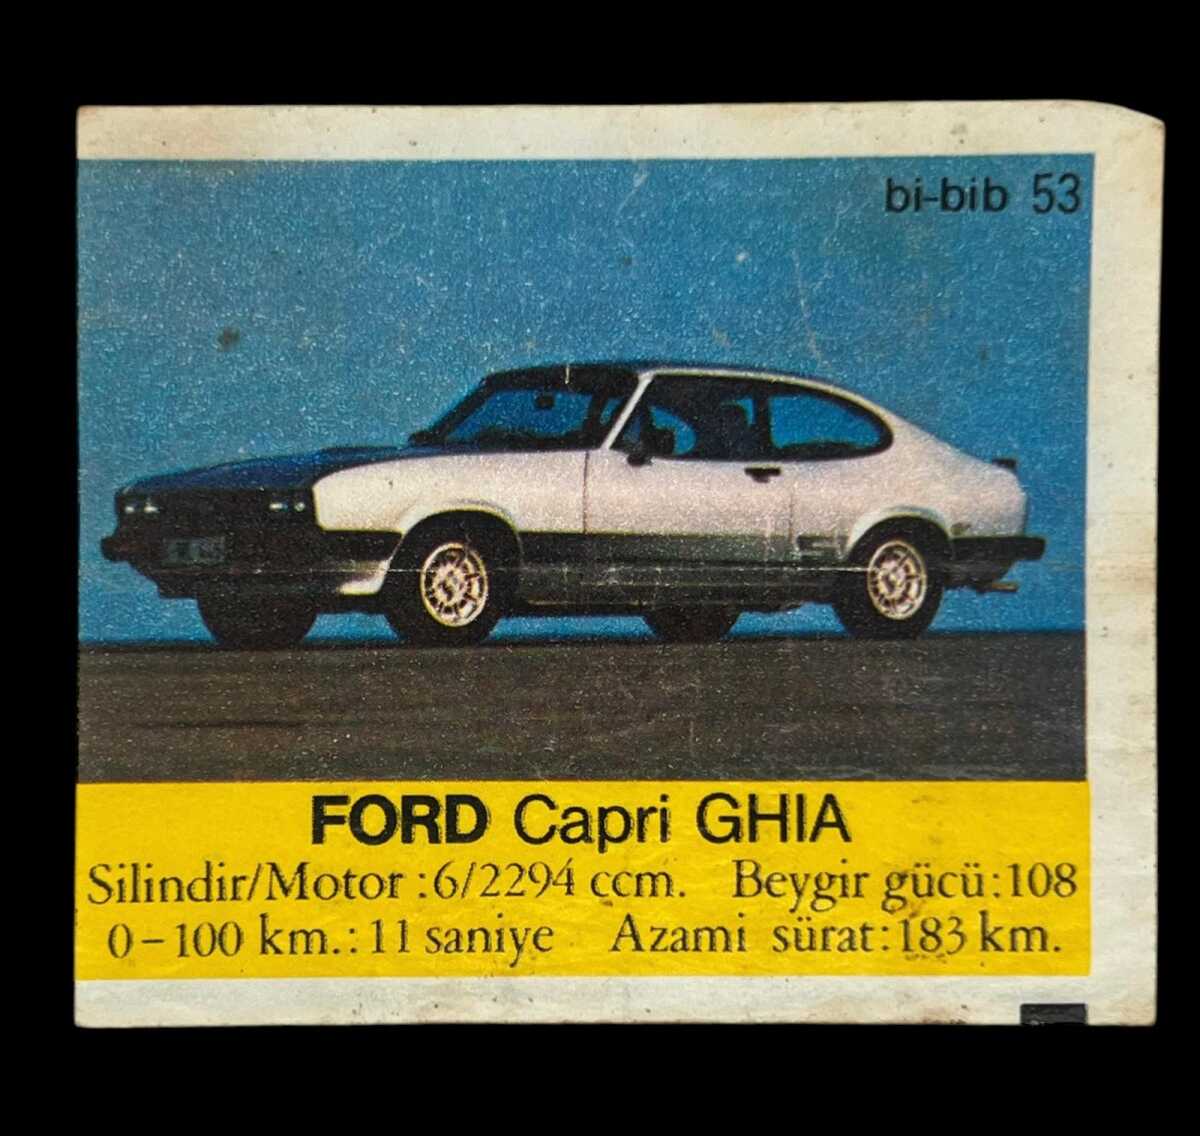 bi-bib 53
FORD Capri GHIA
Silindir/Motor :6/2294 ccm. Beygir gücü:108
0-100 km.: 11 saniye Azami sürat:183 km.